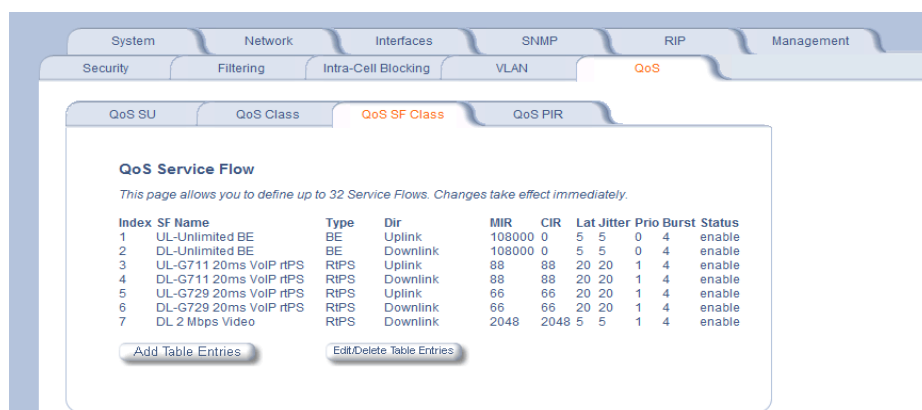 System Network Interfaces SNMP RIP Management
Security Filtering Intra-Cell Blocking VLAN QoS
QoS SU QoS Class QoS SF Class QoS PIR
QoS Service Flow
This page allows you to define up to 32 Service Flows. Changes take effect immediately.
Index SF Name Type Dir MIR CIR Lat Jitter Prio Burst Status
1 UL-Unlimited BE BE Uplink 108000 0 5 5 0 4 enable
2 DL-Unlimited BE BE Downlink 108000 0 5 5 0 4 enable
3 UL-G711 20ms VoIP rtPS RtPS Uplink 88 88 20 20 1 4 enable
4 DL-G711 20ms VoIP rtPS RtPS Downlink 88 88 20 20 1 4 enable
5 UL-G729 20ms VoIP rtPS RtPS Uplink 66 66 20 20 1 4 enable
6 DL-G729 20ms VoIP rtPS RtPS Downlink 66 66 20 20 1 4 enable
7 DL 2 Mbps Video RtPS Downlink 2048 2048 5 5 1 4 enable
Add Table Entries Edit/Delete Table Entries